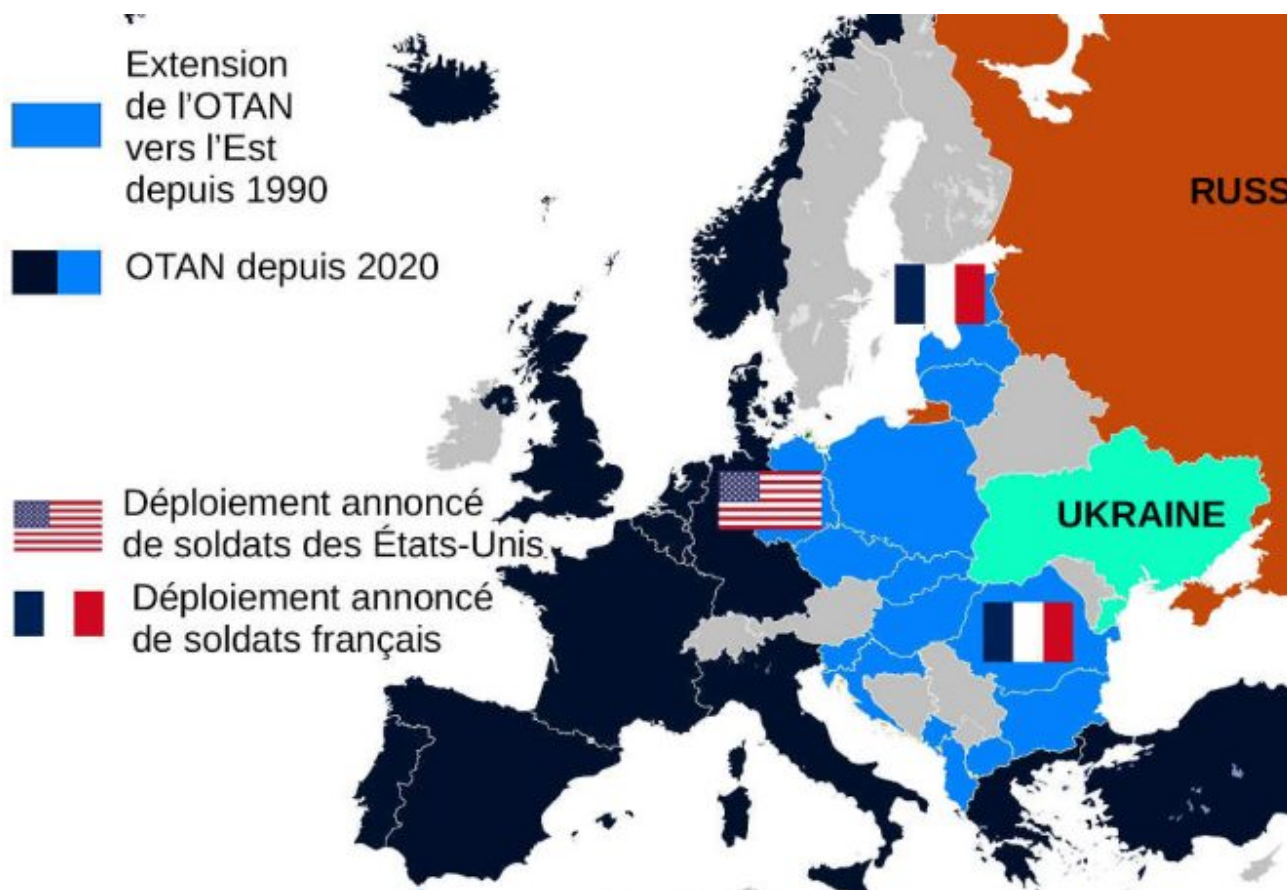 Extension
de l'OTAN
vers l'Est
depuis 1990
OTAN depuis 2020
Déploiement annoncé
de soldats des États-Unis
Déploiement annoncé
de soldats français
RUSS
UKRAINE